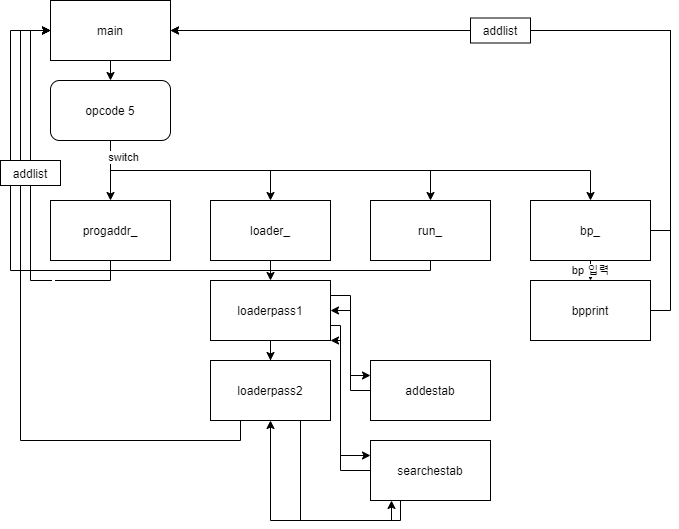 main
addlist
opcode 5
switch
addlist
progaddr_
loader_
run_
bp_
bp 입력
loaderpass1
bpprint
loaderpass2
addestab
searchestab